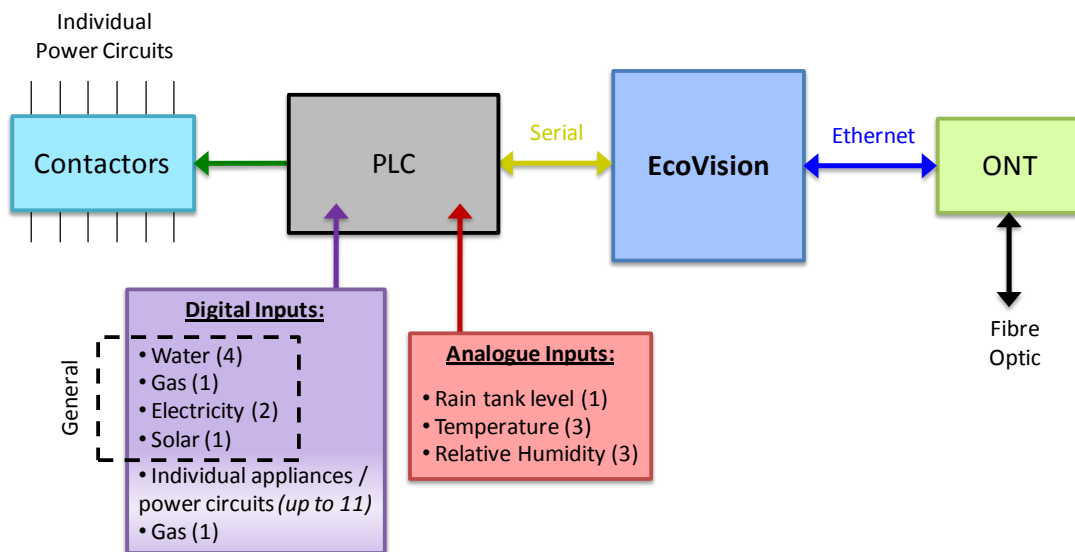 Individual
Power Circuits
Contactors
PLC
Serial
EcoVision
Ethernet
ONT
Fibre
Optic
Digital Inputs:
General
• Water (4)
• Gas (1)
• Electricity (2)
• Solar (1)
• Individual appliances /
power circuits (up to 11)
• Gas (1)
Analogue Inputs:
• Rain tank level (1)
• Temperature (3)
• Relative Humidity (3)